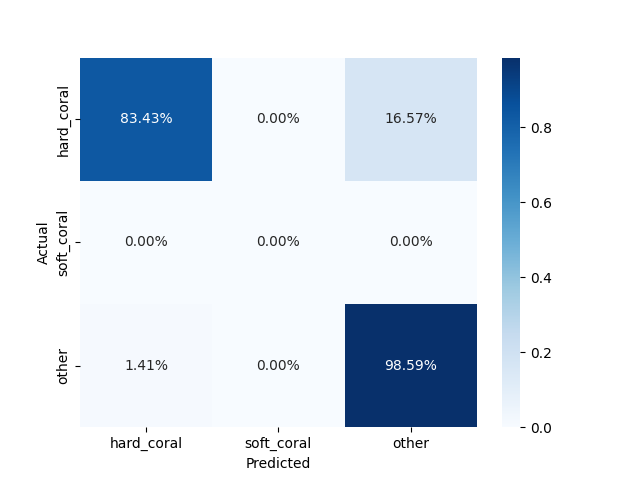 hard_coral
83.43%
0.00%
16.57%
0.8
Actual
soft_coral
0.00%
0.00%
0.00%
0.6
0.4
other
1.41%
0.00%
98.59%
0.2
0.0
hard_coral
soft_coral
other
Predicted